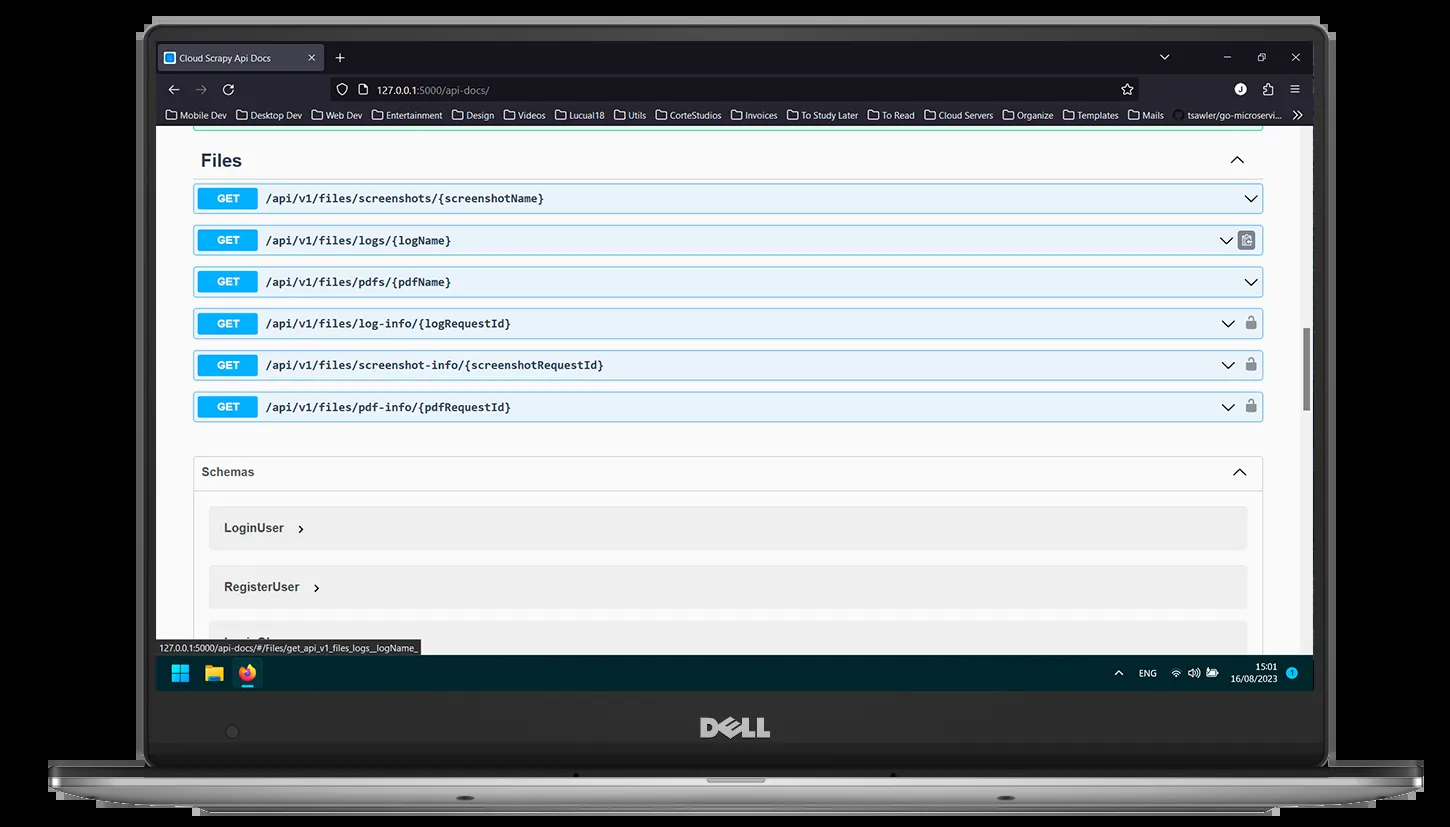 Cloud Scrapy Api Docs
127.0.0.1:5000/api-docs/
J
Mobile Dev Desktop Dev Web Dev Entertainment Design Videos Lucual18 Utils CorteStudios Invoices To Study Later To Read Cloud Servers Organize Templates Mails tsawler/go-microservi...
Files
GET /api/v1/files/screenshots/{screenshotName}
GET /api/v1/files/logs/{logName}
GET /api/v1/files/pdfs/{pdfName}
GET /api/v1/files/log-info/{logRequestId}
GET /api/v1/files/screenshot-info/{screenshotRequestId}
GET /api/v1/files/pdf-info/{pdfRequestId}
Schemas
LoginUser
RegisterUser
127.0.0.1:5000/api-docs/#/Files/get_api_v1_files_logs__logName_
ENG
15:01
16/08/2023
1
DELL